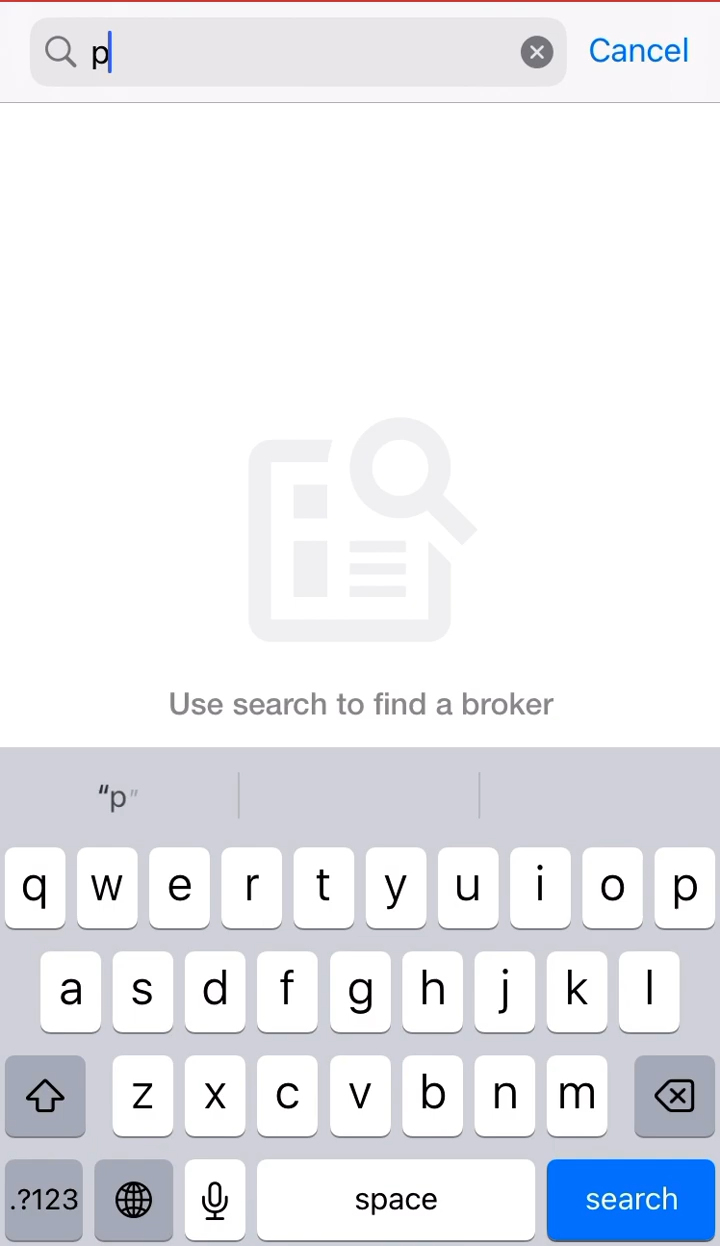 p
Cancel
Use search to find a broker
“p”
q w e r t y u i o p
a s d f g h j k l
z x c v b n m
.?123 space search